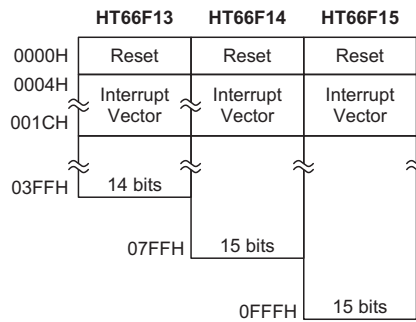 HT66F13 HT66F14 HT66F15
0000H Reset Reset Reset
0004H
Interrupt Vector Interrupt Vector Interrupt Vector
001CH
03FFH 14 bits
07FFH 15 bits
0FFFH 15 bits